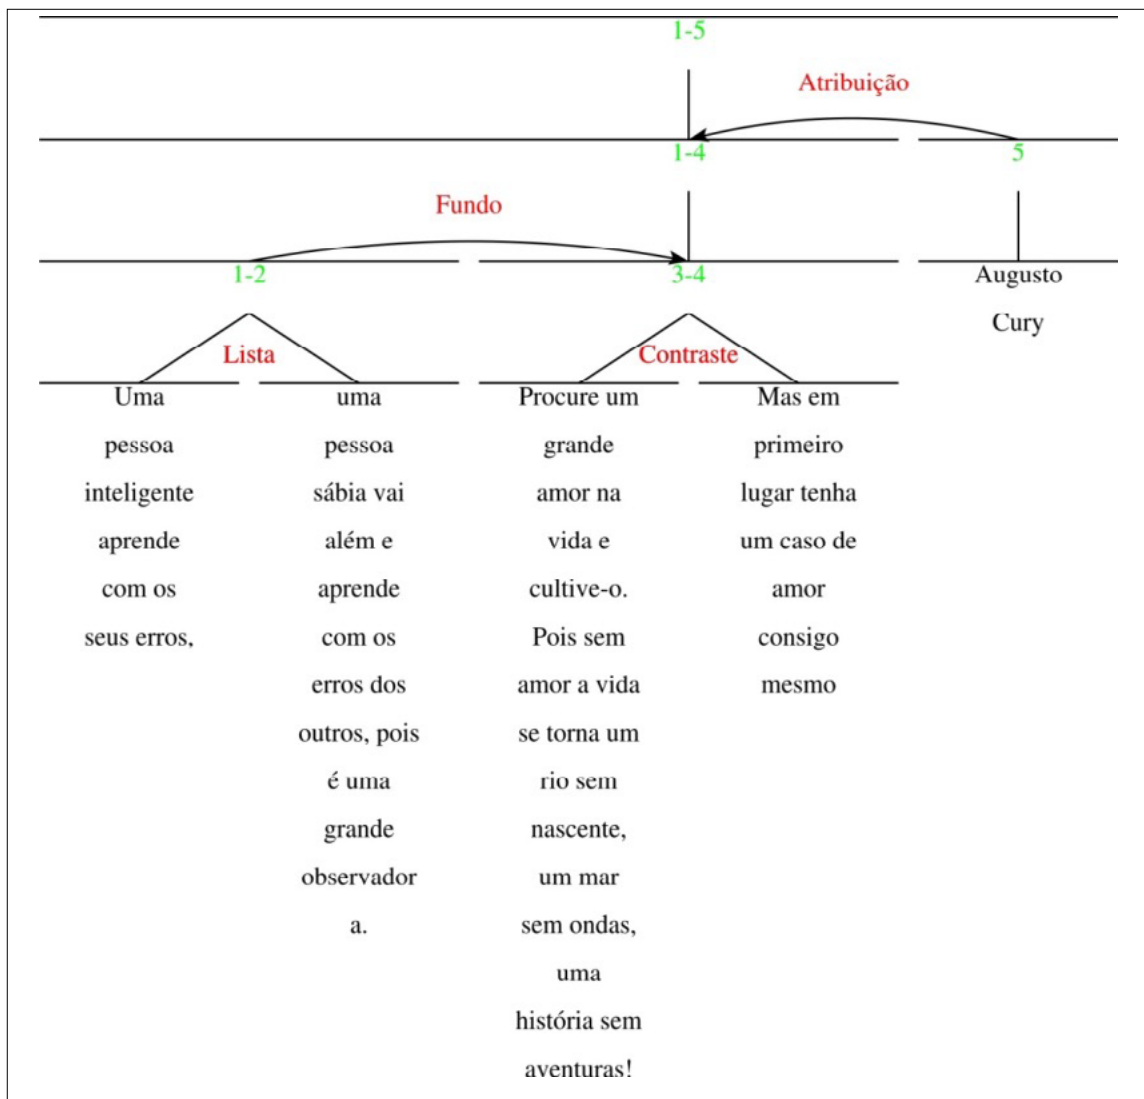 1-5
Atribuição
1-4
5
Fundo
1-2
3-4
Augusto
Cury
Lista
Contraste
Uma
pessoa
inteligente
aprende
com os
seus erros,
uma
pessoa
sábia vai
além e
aprende
com os
erros dos
outros, pois
é uma
grande
observador
a.
Procure um
grande
amor na
vida e
cultive-o.
Pois sem
amor a vida
se torna um
rio sem
nascente,
um mar
sem ondas,
uma
história sem
aventuras!
Mas em
primeiro
lugar tenha
um caso de
amor
consigo
mesmo